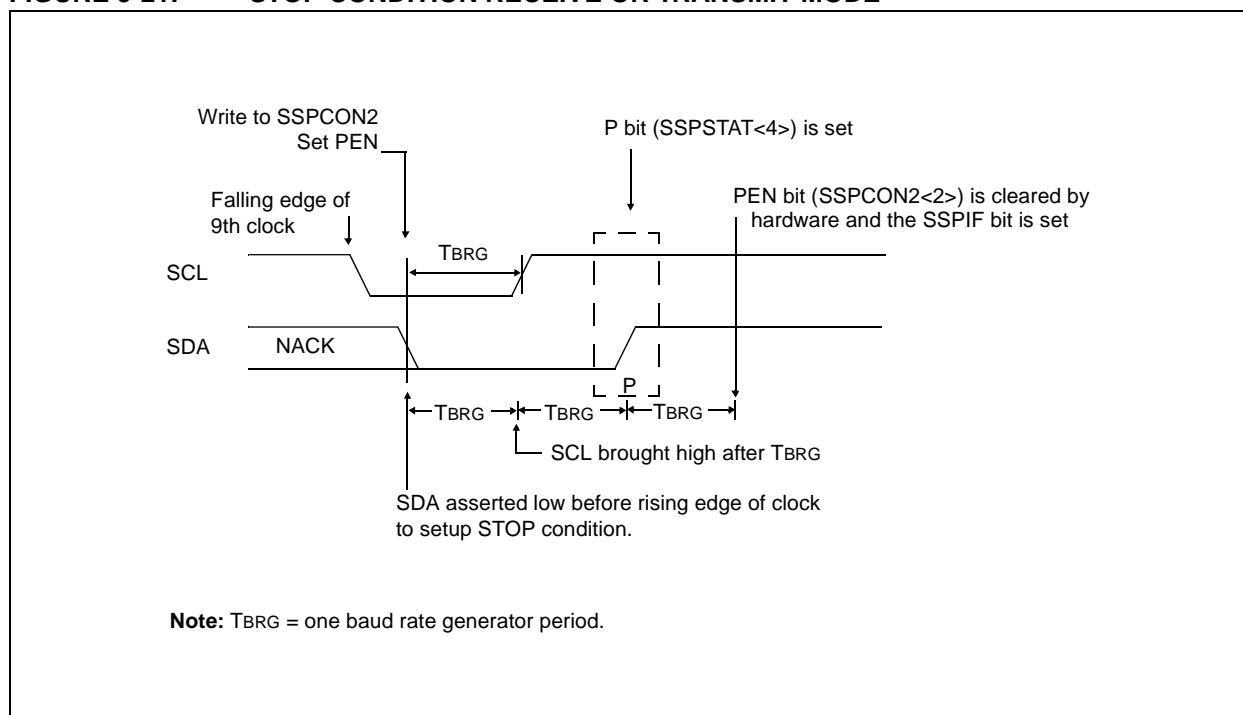 Write to SSPCON2
Set PEN
P bit (SSPSTAT<4>) is set
Falling edge of
9th clock
PEN bit (SSPCON2<2>) is cleared by
hardware and the SSPIF bit is set
TBRG
SCL
SDA
NACK
P
TBRG
TBRG
TBRG
SCL brought high after TBRG
SDA asserted low before rising edge of clock
to setup STOP condition.
Note: TBRG = one baud rate generator period.